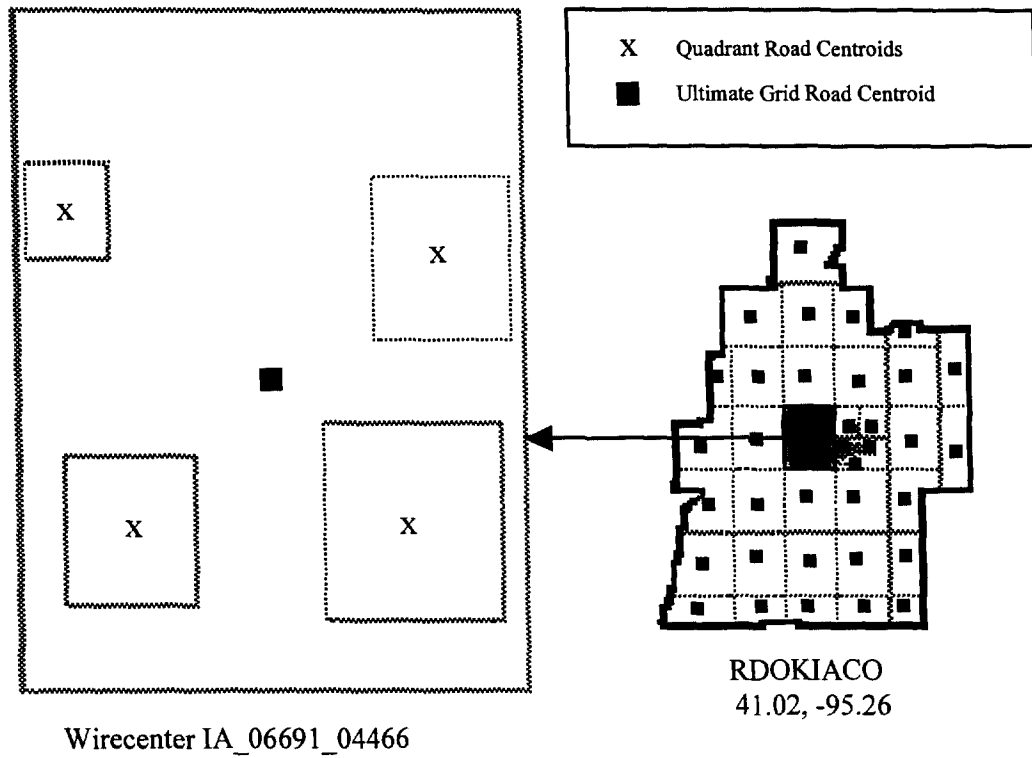 X Quadrant Road Centroids
Ultimate Grid Road Centroid
X
X
X
X
RDOKIACO
41.02, -95.26
Wirecenter IA_06691_04466